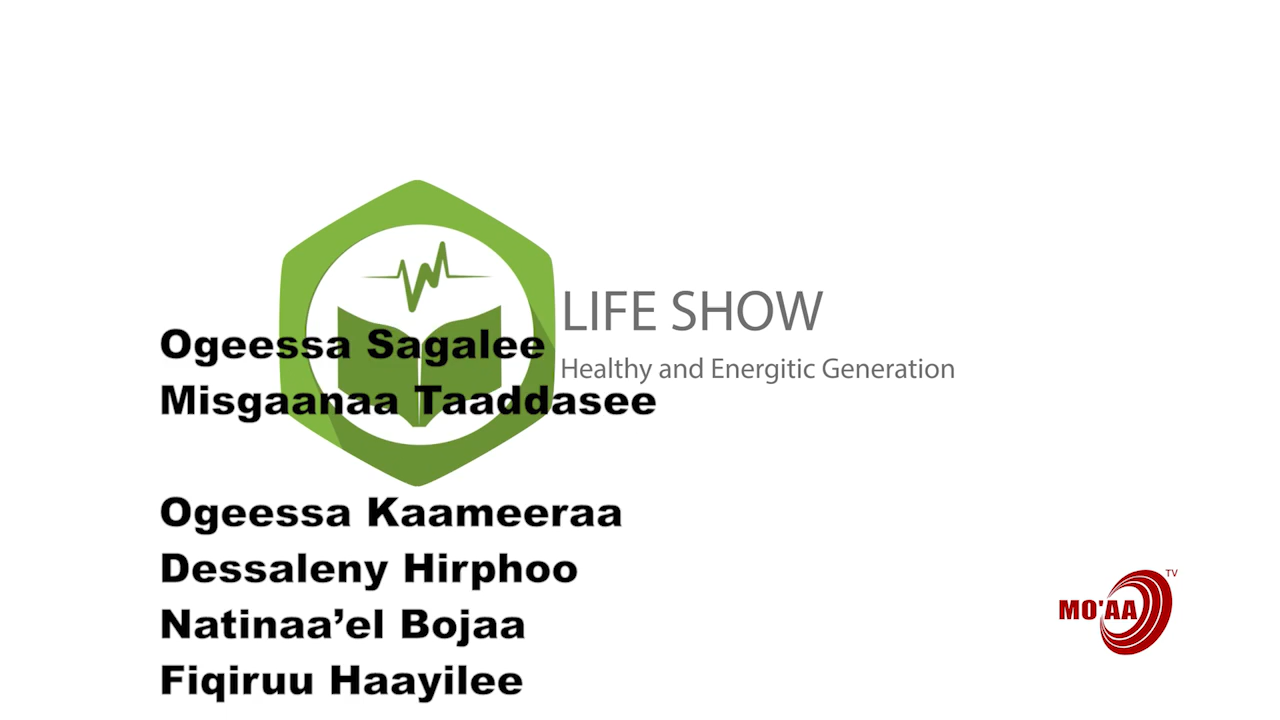 LIFE SHOW
Healthy and Energitic Generation
Ogeessa Sagalee
Misgaanaa Taaddasee
Ogeessa Kaameeraa
Dessaleny Hirphoo
Natinaa’el Bojaa
Fiqiruu Haayilee
MO'AA TV